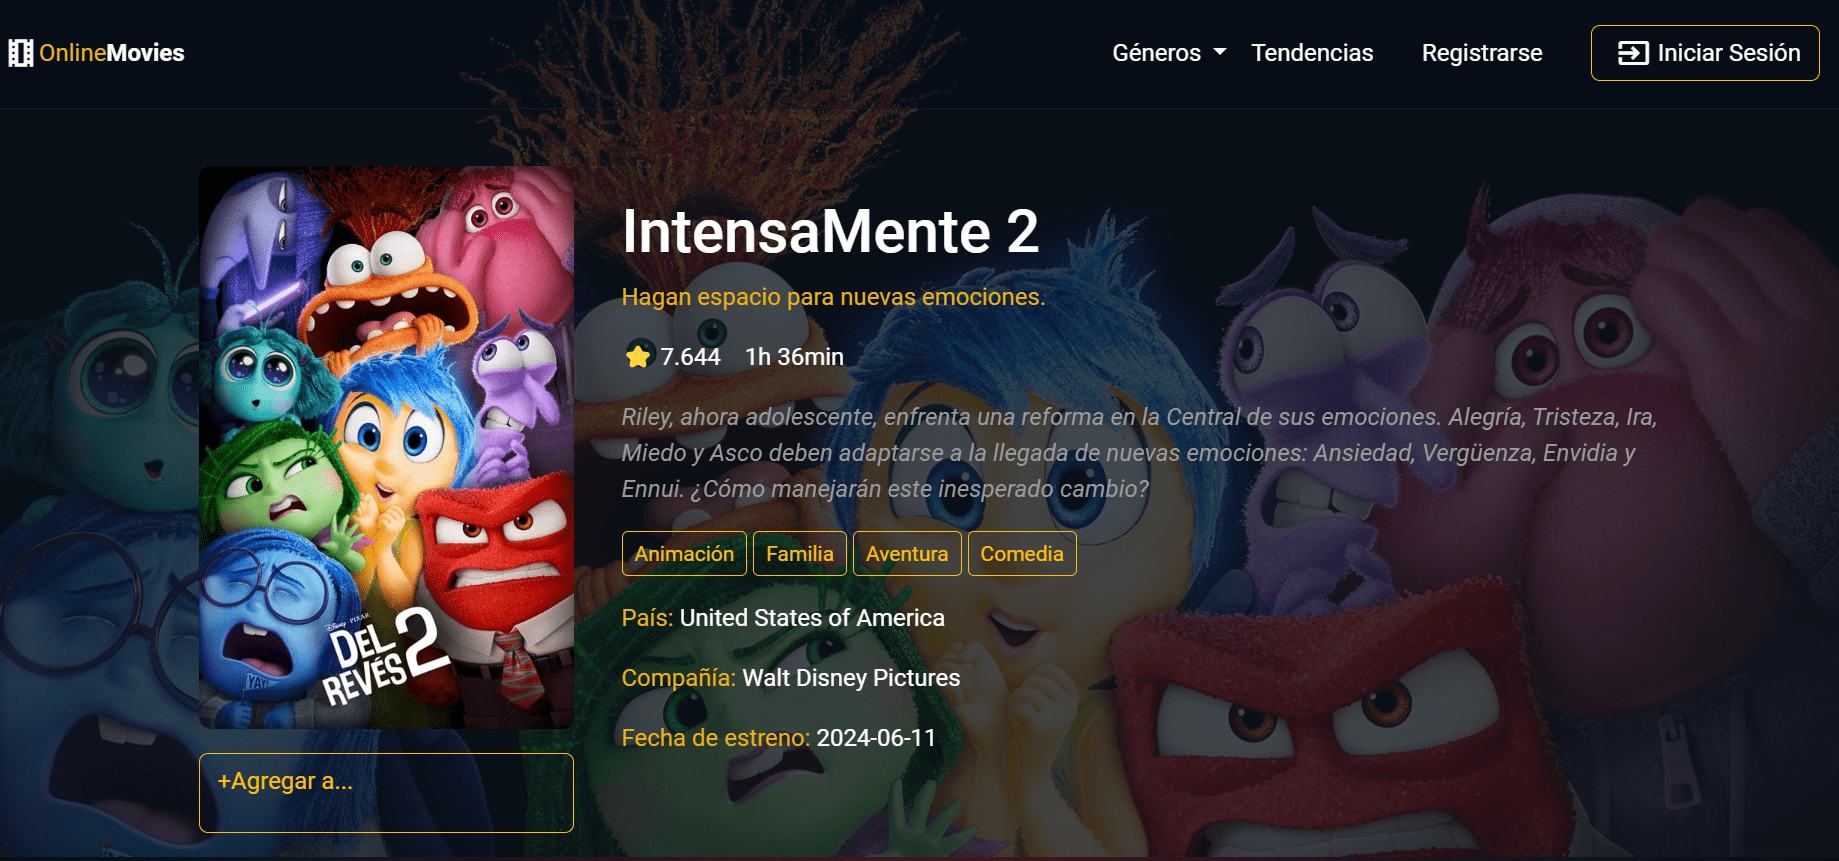 OnlineMovies
Géneros
Tendencias
Registrarse
Iniciar Sesión
IntensaMente 2
Hagan espacio para nuevas emociones.
7.644 1h 36min
Riley, ahora adolescente, enfrenta una reforma en la Central de sus emociones. Alegría, Tristeza, Ira,
Miedo y Asco deben adaptarse a la llegada de nuevas emociones: Ansiedad, Vergüenza, Envidia y
Ennui. ¿Cómo manejarán este inesperado cambio?
Animación
Familia
Aventura
Comedia
País: United States of America
Compañía: Walt Disney Pictures
Fecha de estreno: 2024-06-11
Disney PIXAR
DEL
REVÉS 2
YAY!
+Agregar a...